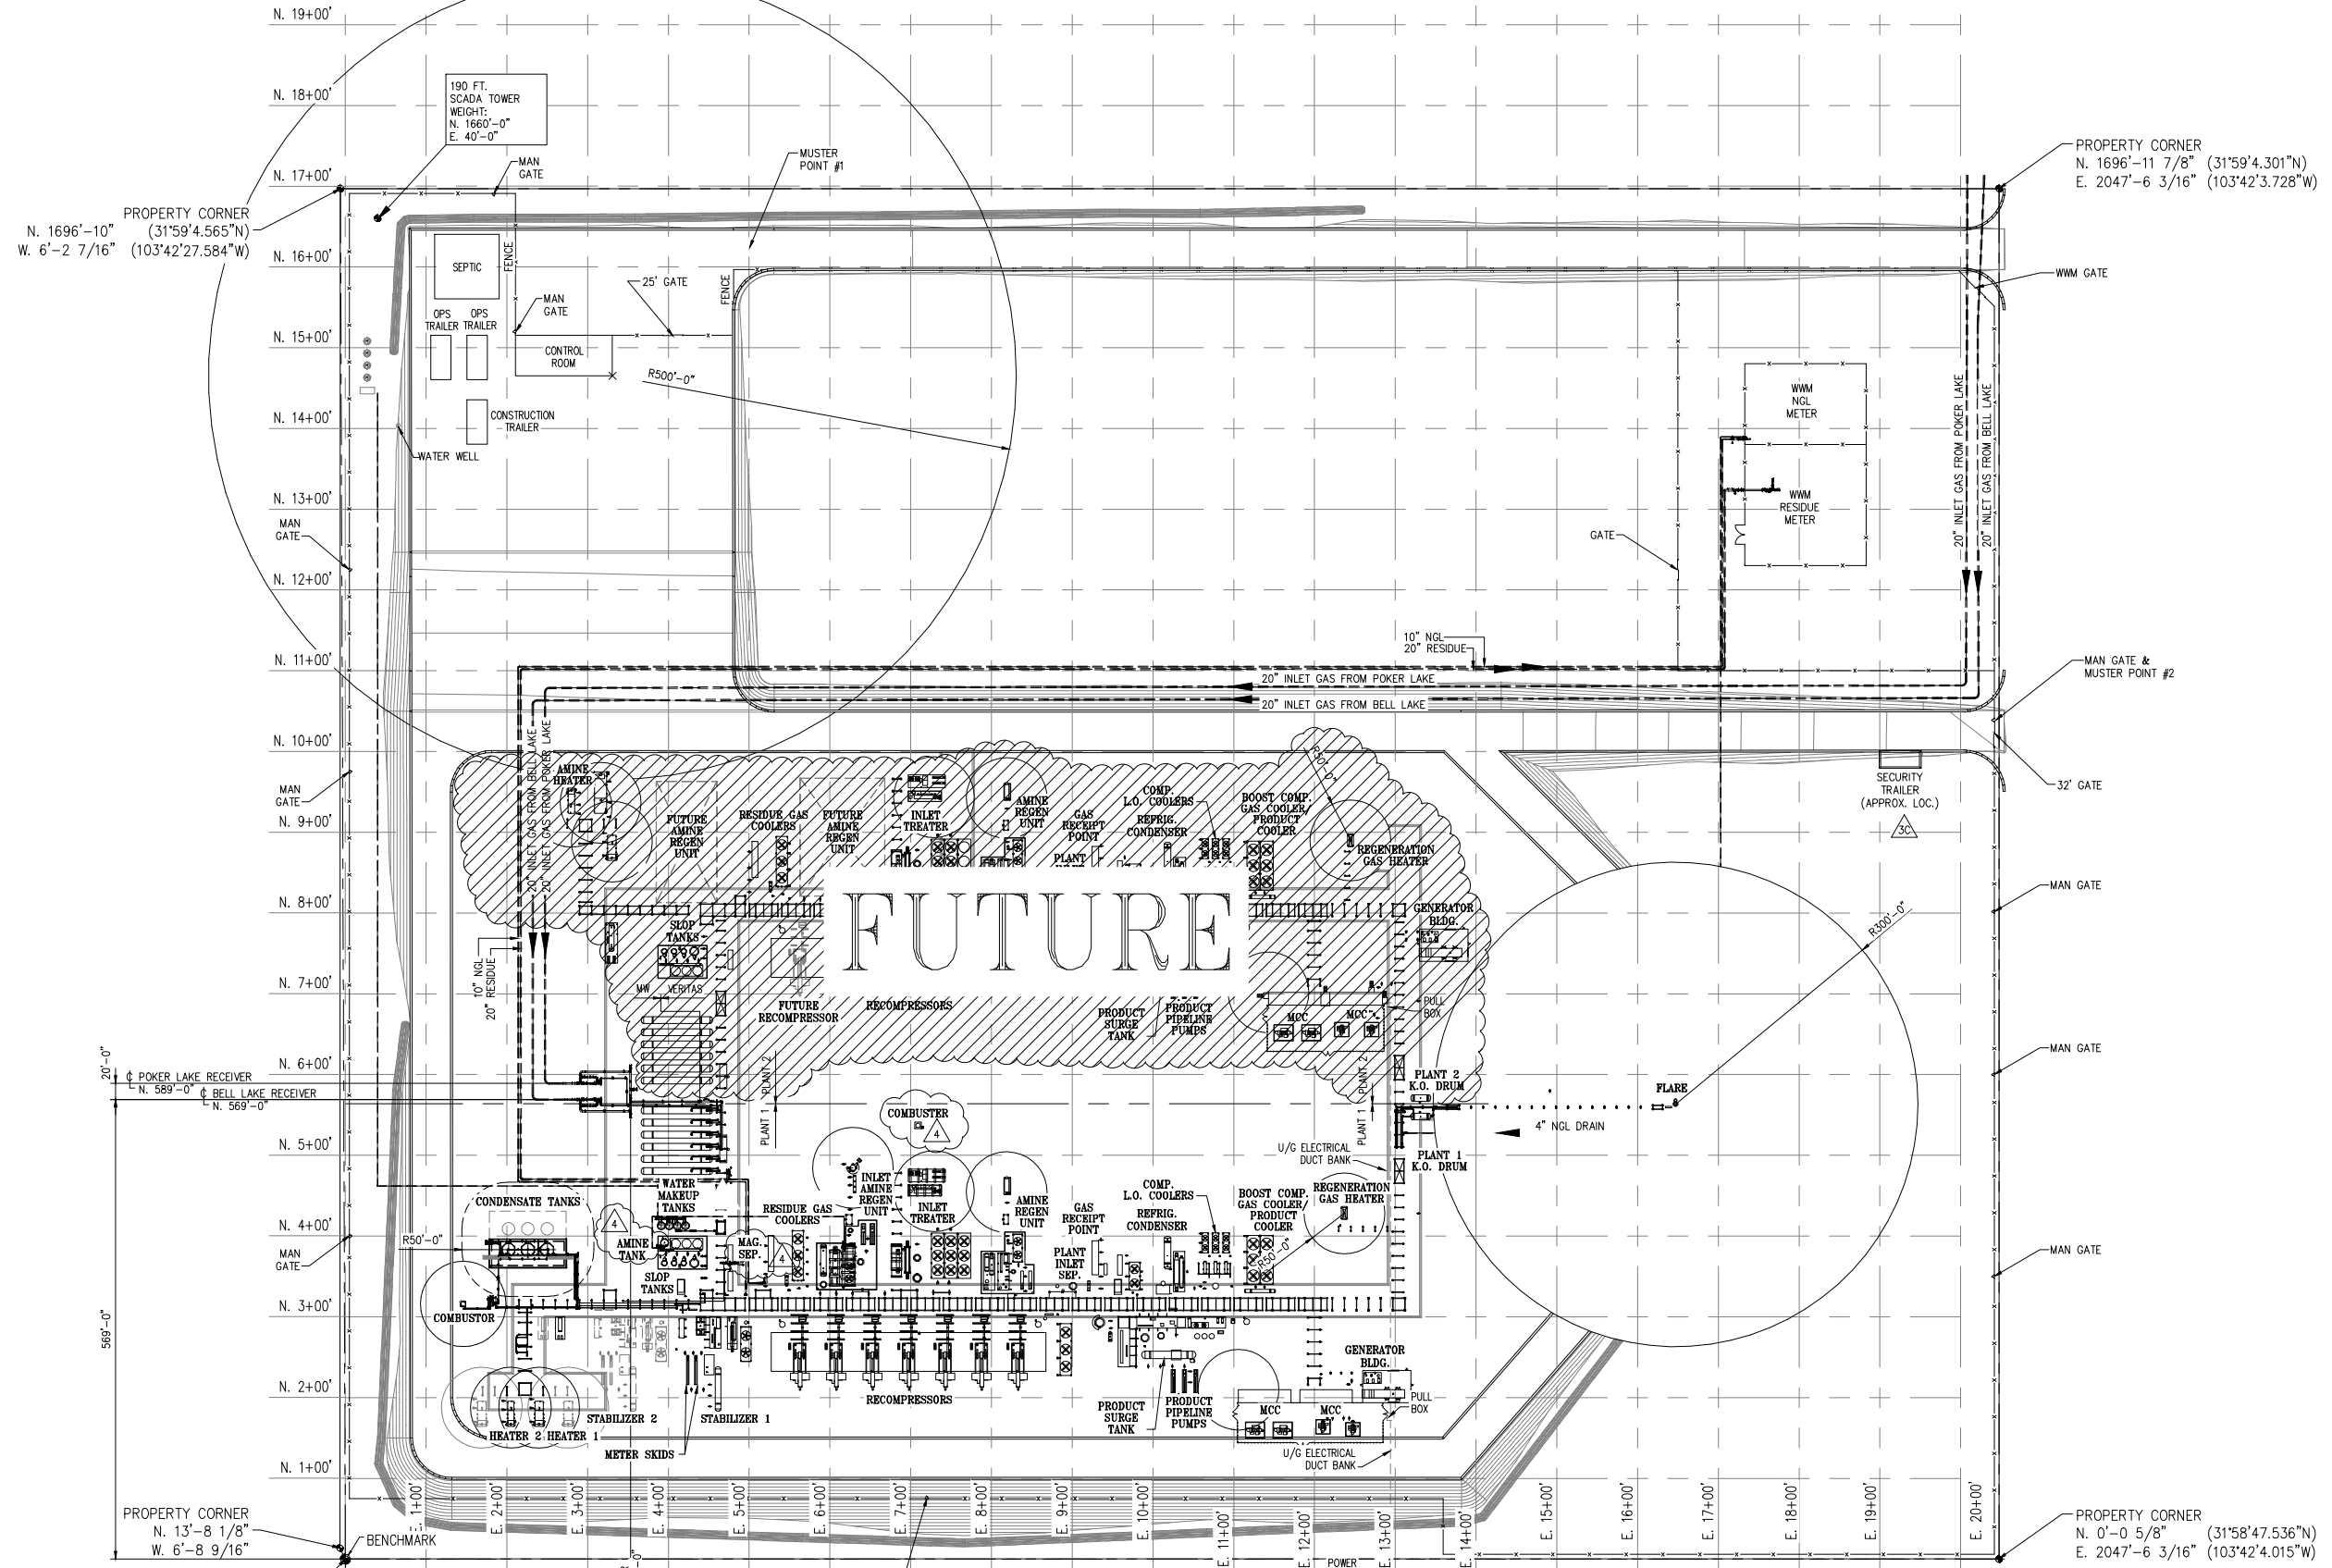 N. 19+00'
N. 18+00'
190 FT.
SCADA TOWER
WEIGHT:
N. 1660'-0"
E. 40'-0"
MAN
GATE
MUSTER
POINT #1
N. 17+00'
PROPERTY CORNER
N. 1696'-11 7/8" (31°59'4.301"N)
E. 2047'-6 3/16" (103°42'3.728"W)
PROPERTY CORNER
N. 1696'-10" (31°59'4.565"N)
W. 6'-2 7/16" (103°42'27.584"W)
N. 16+00'
SEPTIC
FENCE
FENCE
25' GATE
MAN
GATE
WWM GATE
OPS
TRAILER
OPS
TRAILER
N. 15+00'
CONTROL
ROOM
R500'-0"
N. 14+00'
CONSTRUCTION
TRAILER
WATER WELL
WWM
NGL
METER
20" INLET GAS FROM POKER LAKE
20" INLET GAS FROM BELL LAKE
N. 13+00'
WWM
RESIDUE
METER
MAN
GATE
GATE
N. 12+00'
N. 11+00'
10" NGL
20" RESIDUE
20" INLET GAS FROM POKER LAKE
20" INLET GAS FROM BELL LAKE
MAN GATE &
MUSTER POINT #2
N. 10+00'
20" INLET GAS FROM BELL LAKE
20" INLET GAS FROM POKER LAKE
32' GATE
SECURITY
TRAILER
(APPROX. LOC.)
3C
MAN
GATE
AMINE
HEATER
N. 9+00'
FUTURE
AMINE
REGEN
UNIT
RESIDUE GAS
COOLERS
FUTURE
AMINE
REGEN
UNIT
INLET
TREATER
AMINE
REGEN
UNIT
GAS
RECEIPT
POINT
PLANT
COMP.
L.O. COOLERS
REFRIG.
CONDENSER
BOOST COMP.
GAS COOLER/
PRODUCT
COOLER
R50'-0"
REGENERATION
GAS HEATER
MAN GATE
N. 8+00'
FUTURE
SLOP
TANKS
GENERATOR
BLDG.
R300'-0"
10" NGL
20" RESIDUE
N. 7+00'
MW
VERITAS
FUTURE
RECOMPRESSOR
RECOMPRESSORS
PRODUCT
SURGE
TANK
PRODUCT
PIPELINE
PUMPS
MCC
MCC
PULL
BOX
MAN GATE
N. 6+00'
20'-0"
℄ POKER LAKE RECEIVER
N. 589'-0"
℄ BELL LAKE RECEIVER
N. 569'-0"
PLANT 1
PLANT 2
PLANT 1
PLANT 2
PLANT 2
K.O. DRUM
FLARE
COMBUSTER
4
4" NGL DRAIN
N. 5+00'
U/G ELECTRICAL
DUCT BANK
PLANT 1
K.O. DRUM
CONDENSATE TANKS
WATER
MAKEUP
TANKS
INLET
AMINE
REGEN
UNIT
INLET
TREATER
AMINE
REGEN
UNIT
RESIDUE GAS
COOLERS
GAS
RECEIPT
POINT
COMP.
L.O. COOLERS
REFRIG.
CONDENSER
BOOST COMP.
GAS COOLER
PRODUCT
COOLER
REGENERATION
GAS HEATER
R50'-0"
N. 4+00'
R50'-0"
4
AMINE
TANK
MAG.
SEP.
4
PLANT
INLET
SEP.
MAN
GATE
MAN GATE
SLOP
TANKS
N. 3+00'
COMBUSTOR
569'-0"
GENERATOR
BLDG.
N. 2+00'
RECOMPRESSORS
STABILIZER 2
STABILIZER 1
PRODUCT
SURGE
TANK
PRODUCT
PIPELINE
PUMPS
MCC
MCC
PULL
BOX
HEATER 2 HEATER 1
METER SKIDS
U/G ELECTRICAL
DUCT BANK
N. 1+00'
E. 1+00'
E. 2+00'
E. 3+00'
E. 4+00'
E. 5+00'
E. 6+00'
E. 7+00'
E. 8+00'
E. 9+00'
E. 10+00'
E. 11+00'
E. 12+00'
E. 13+00'
E. 14+00'
E. 15+00'
E. 16+00'
E. 17+00'
E. 18+00'
E. 19+00'
E. 20+00'
PROPERTY CORNER
N. 13'-8 1/8"
W. 6'-8 9/16"
BENCHMARK
POWER
PROPERTY CORNER
N. 0'-0 5/8" (31°58'47.536"N)
E. 2047'-6 3/16" (103°42'4.015"W)